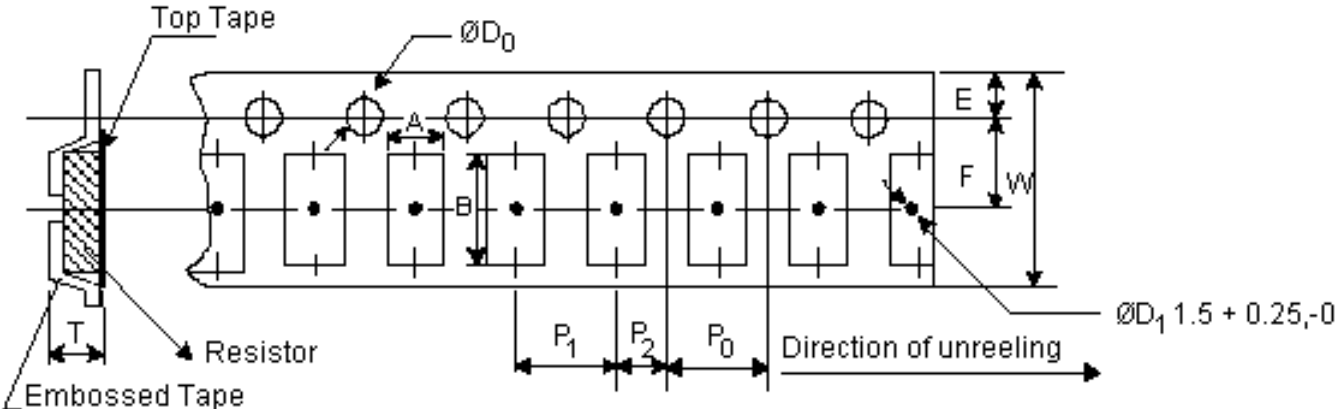 Top Tape
ØD0
E
A
F
W
B
ØD1 1.5 + 0.25,-0
T
Resistor
P1
P2
P0
Direction of unreeling
Embossed Tape